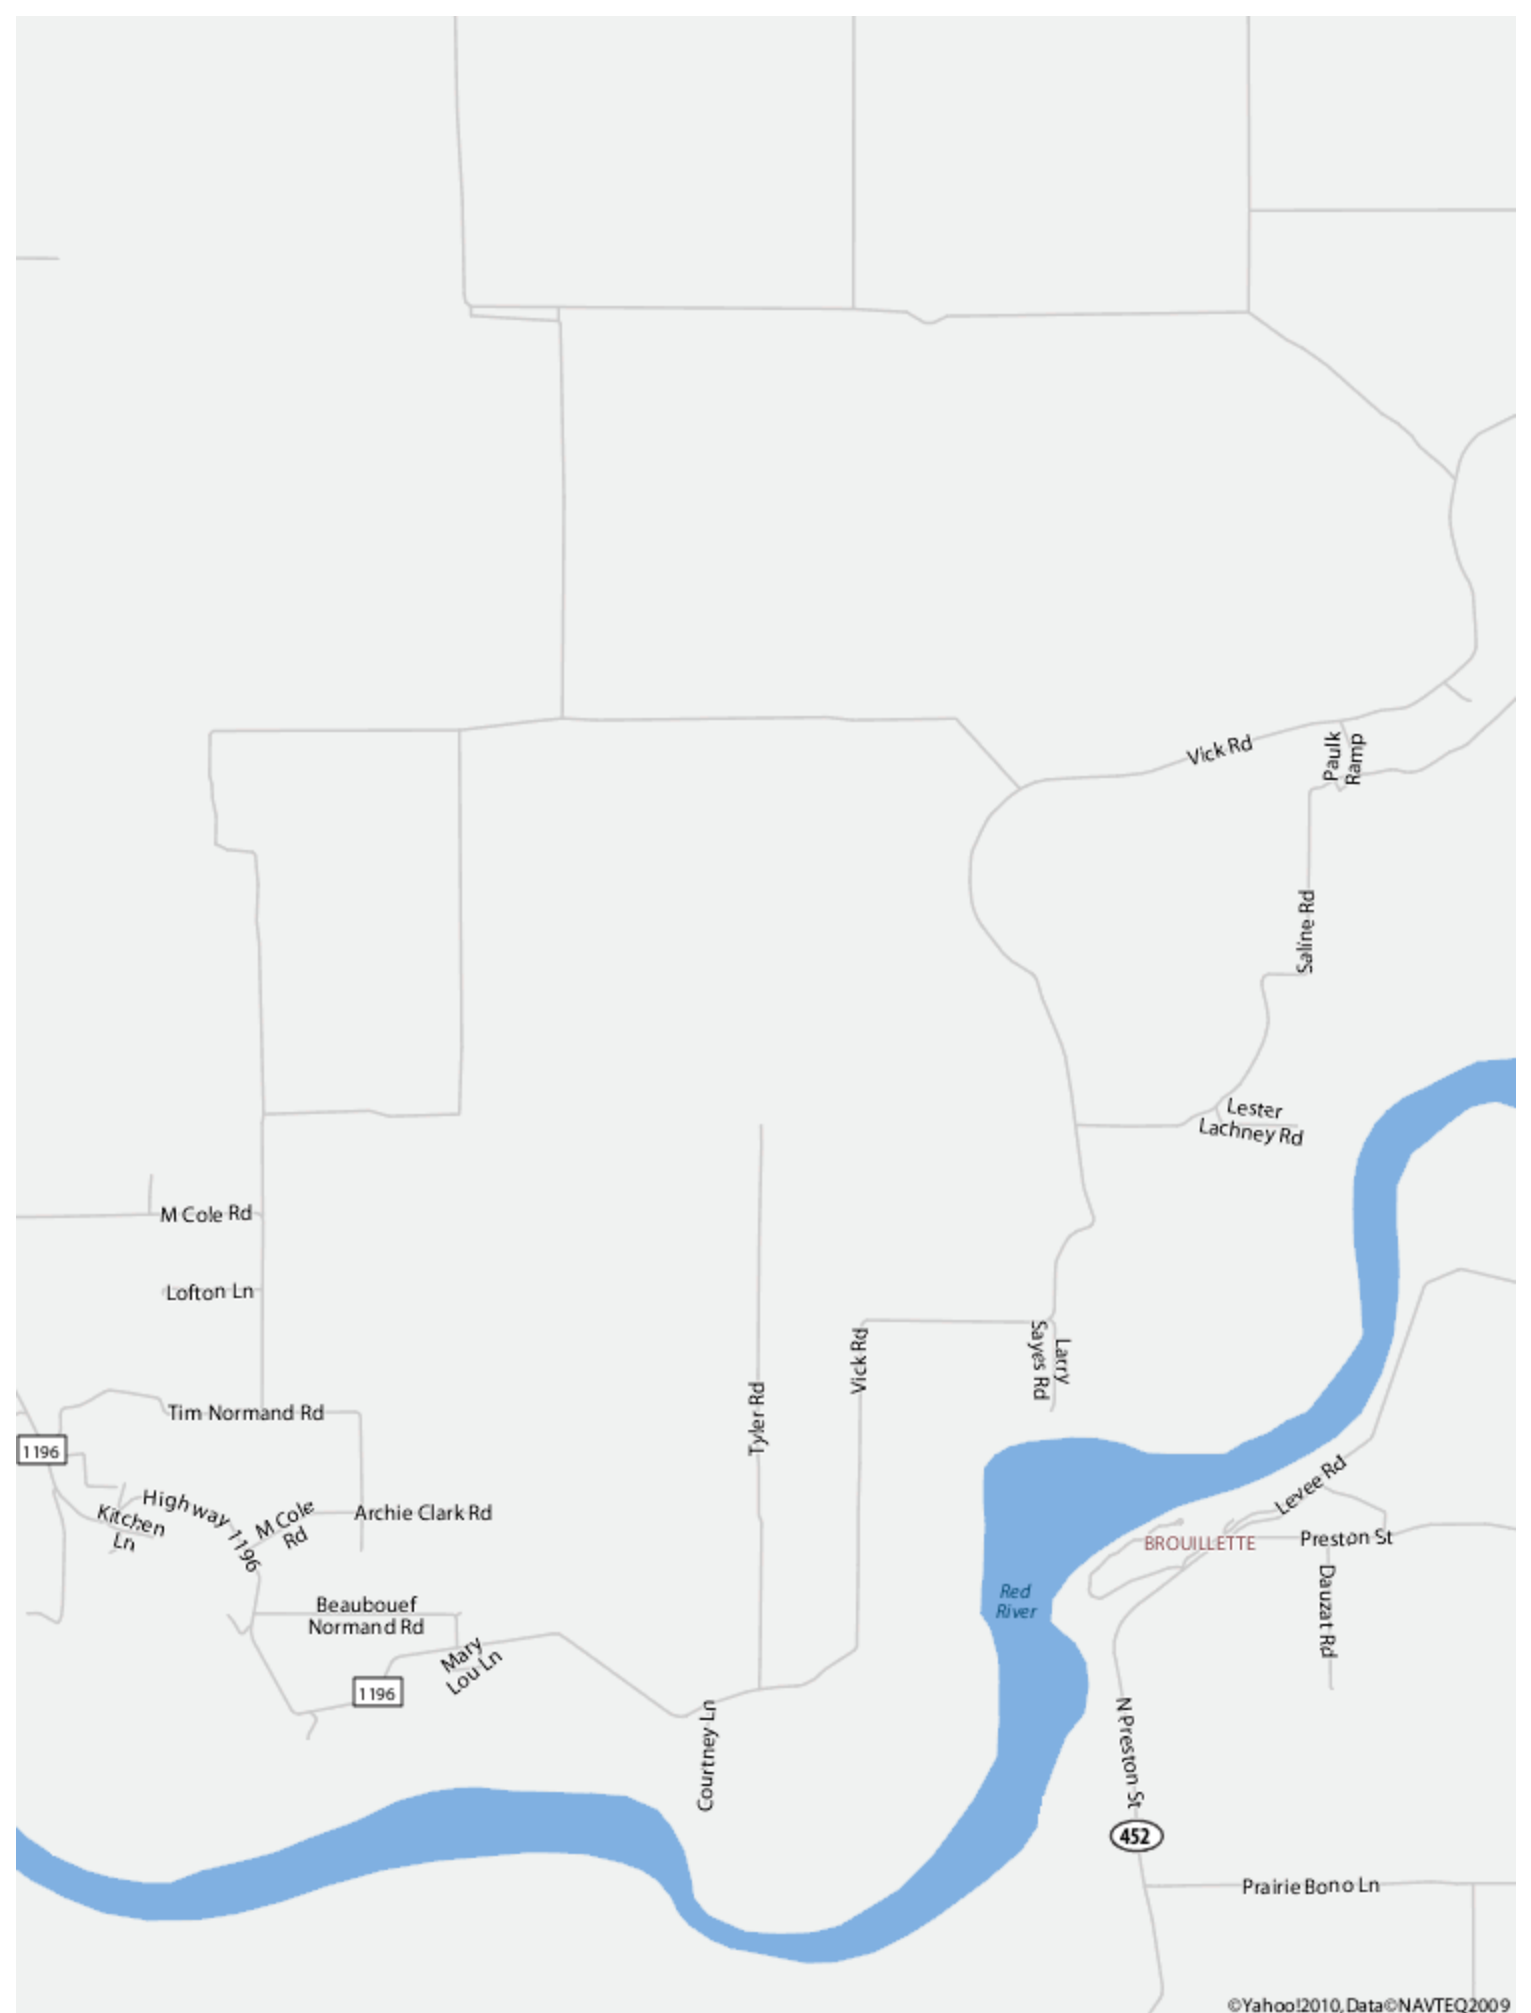 Vick Rd
Paulk
Ramp
Saline Rd
Lester
Lachney Rd
M Cole Rd
Lofton Ln
Vick Rd
Larry
Sayes Rd
Tyler Rd
Tim Normand Rd
1196
Levee Rd
Highway 1196
Kitchen
Ln
M Cole
Rd
Archie Clark Rd
BROUILLETTE
Preston St
Red
River
Dauzat Rd
Beaubouef
Normand Rd
Mary
Lou Ln
1196
Courtney Ln
N Preston St
452
Prairie Bono Ln
©Yahoo!2010, Data©NAVTEQ2009